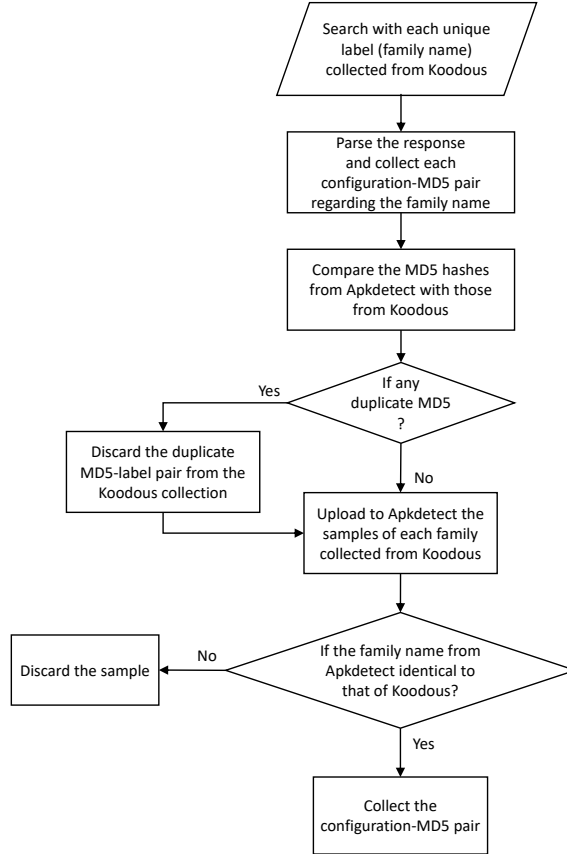 Search with each unique
label (family name)
collected from Koodous
Parse the response
and collect each
configuration-MD5 pair
regarding the family name
Compare the MD5 hashes
from Apkdetect with those
from Koodous
If any
duplicate MD5
?
Yes
Discard the duplicate
MD5-label pair from the
Koodous collection
No
Upload to Apkdetect the
samples of each family
collected from Koodous
If the family name from
Apkdetect identical to
that of Koodous?
No
Discard the sample
Yes
Collect the
configuration-MD5 pair